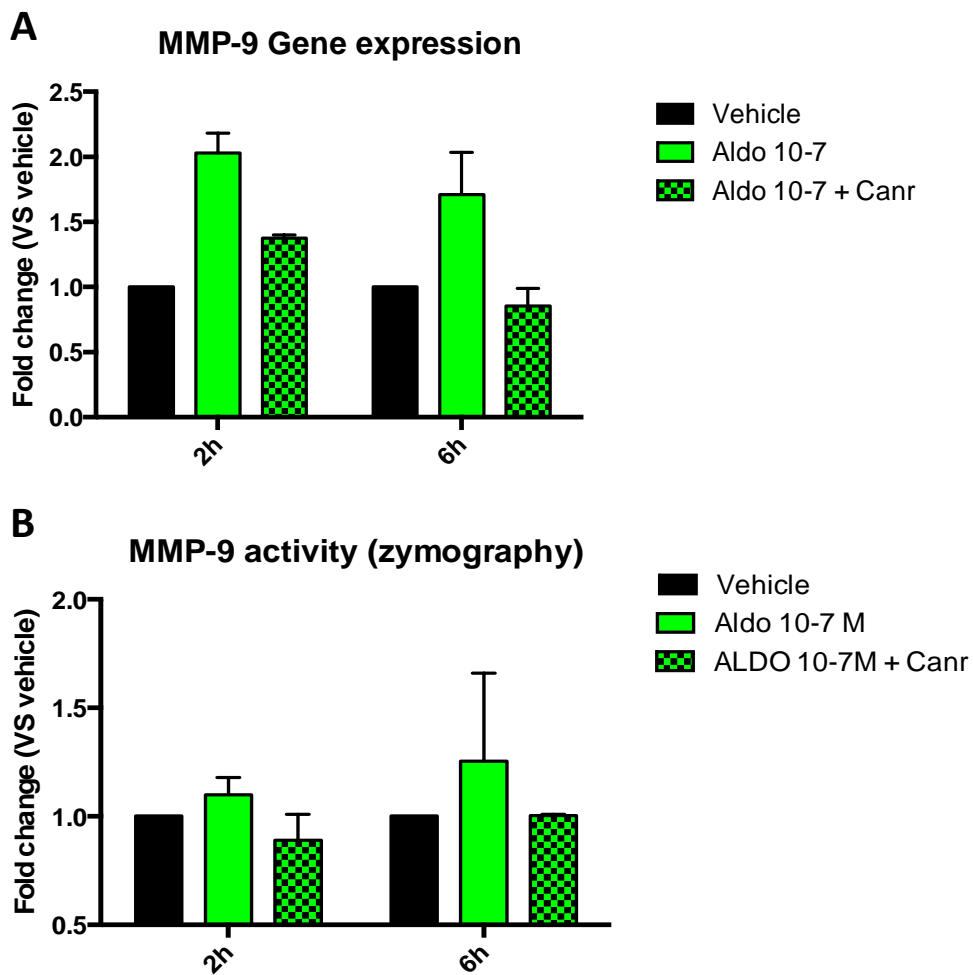 A
MMP-9 Gene expression
Fold change (VS vehicle)
2.5
2.0
1.5
1.0
0.5
0.0
2h
6h
Vehicle
Aldo 10-7
Aldo 10-7 + Canr
B
MMP-9 activity (zymography)
Fold change (VS vehicle)
2.0
1.5
1.0
0.5
2h
6h
Vehicle
Aldo 10-7 M
ALDO 10-7M + Canr